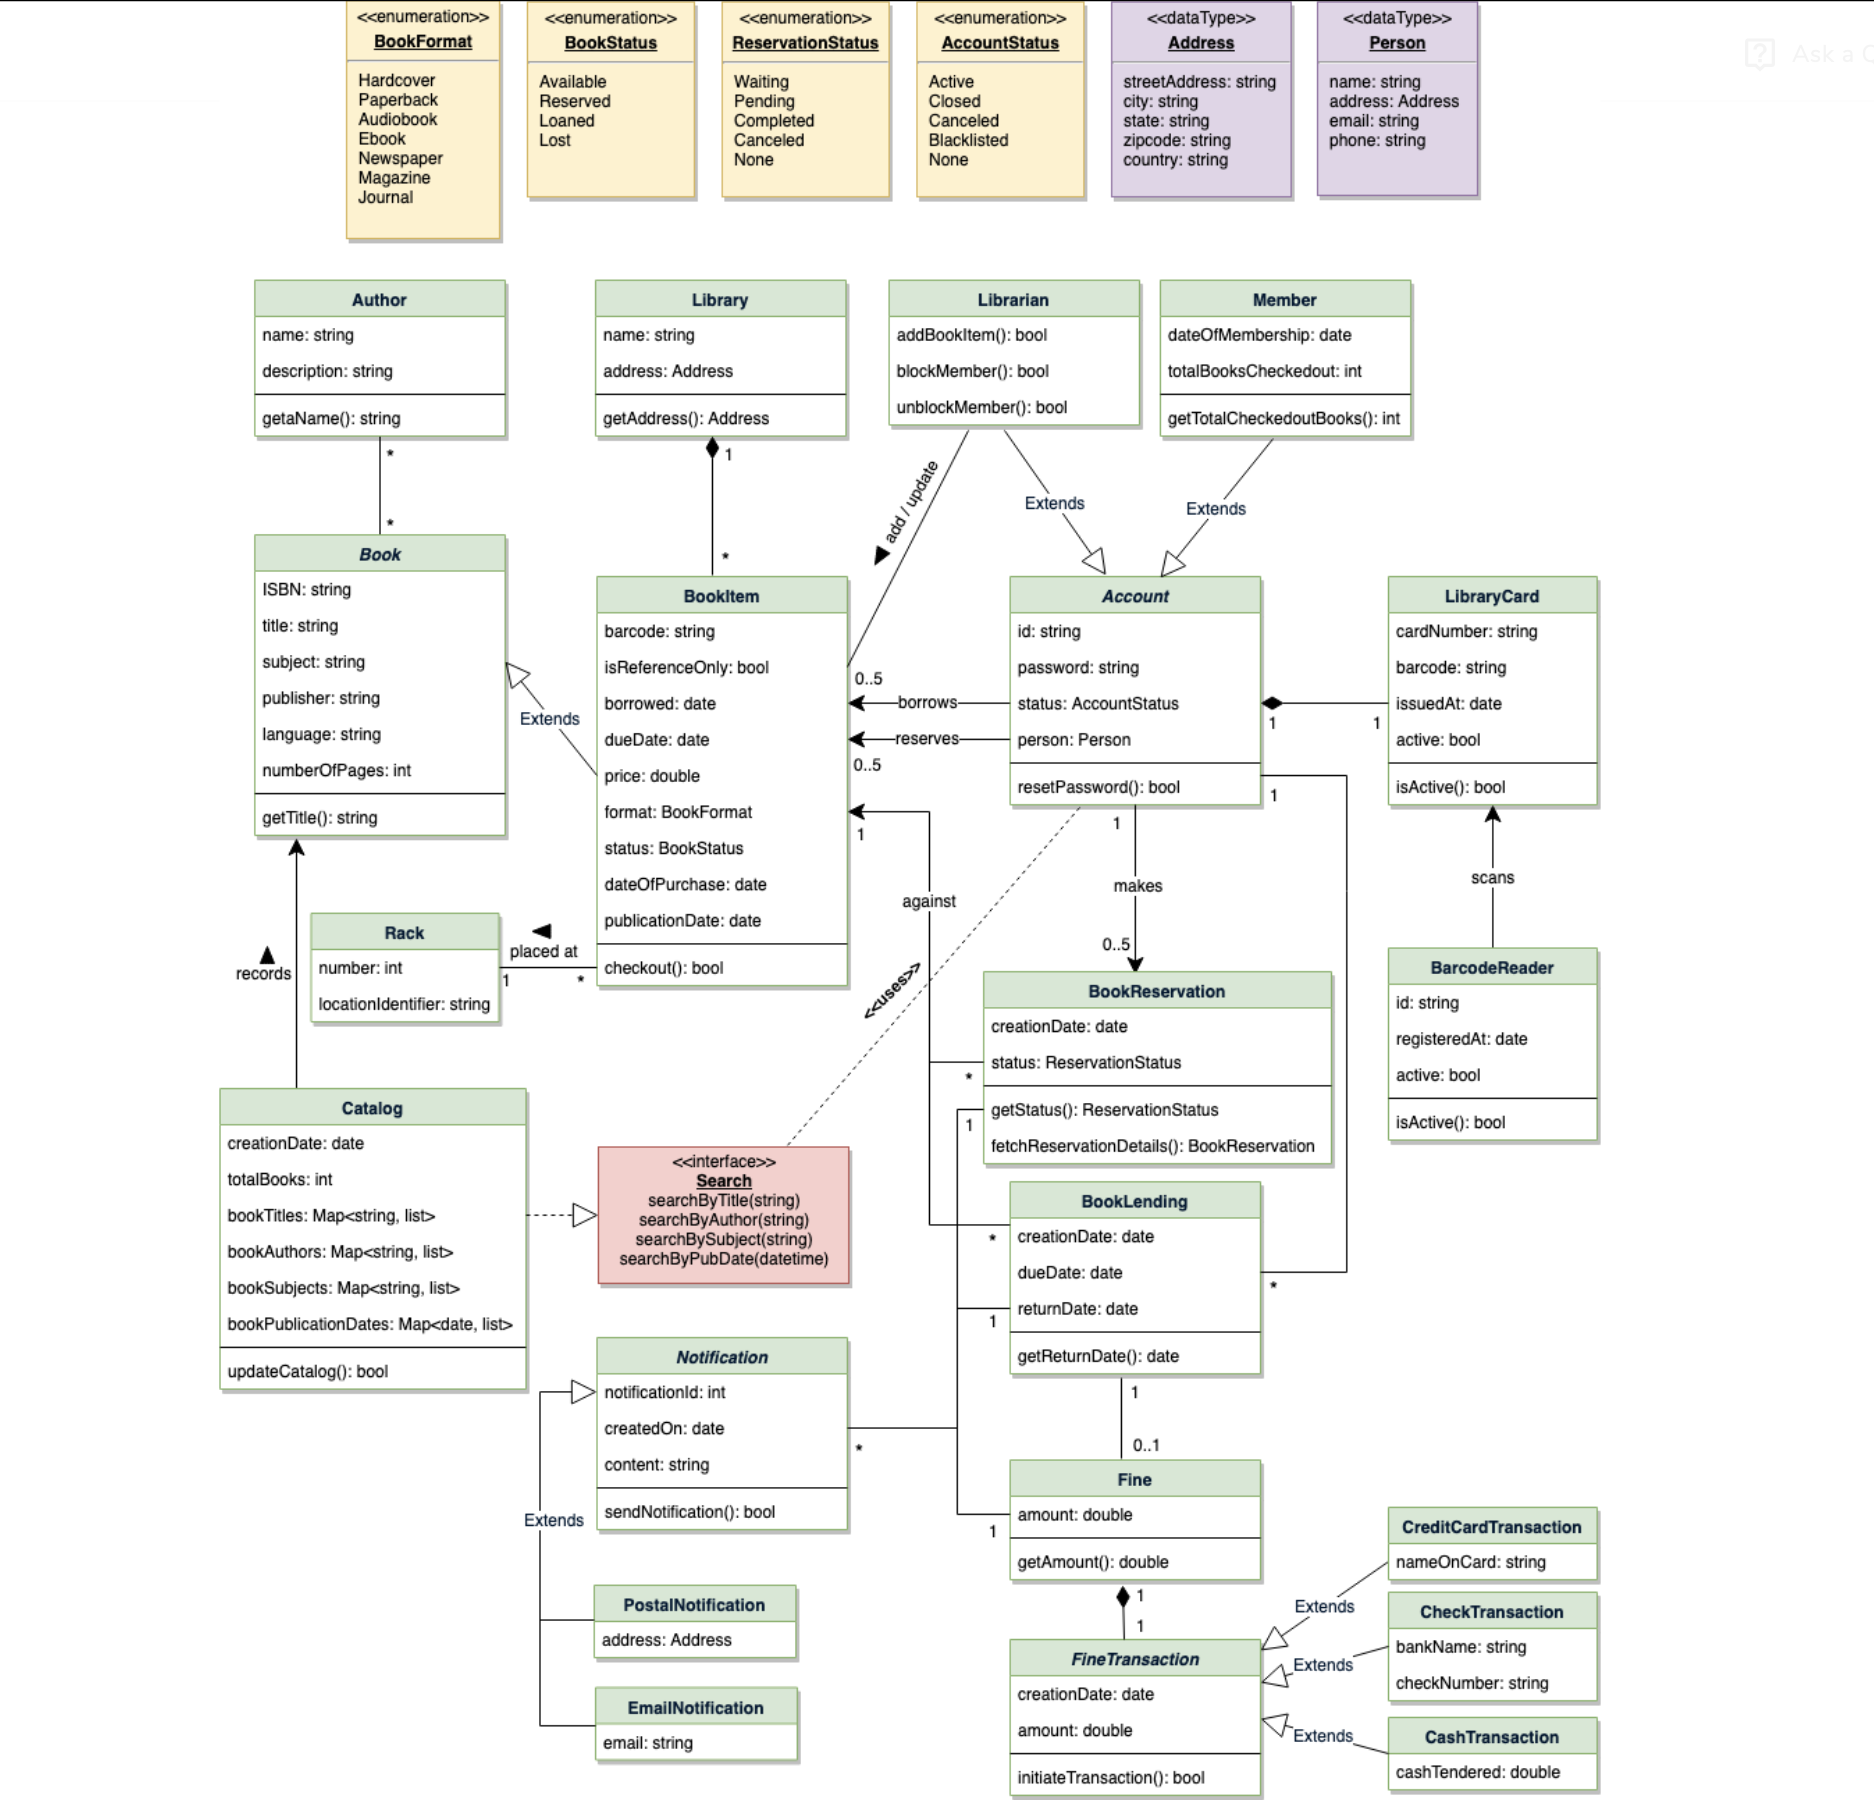 <<enumeration>>
BookFormat
Hardcover
Paperback
Audiobook
Ebook
Newspaper
Magazine
Journal
<<enumeration>>
BookStatus
Available
Reserved
Loaned
Lost
<<enumeration>>
ReservationStatus
Waiting
Pending
Completed
Canceled
None
<<enumeration>>
AccountStatus
Active
Closed
Canceled
Blacklisted
None
<<dataType>>
Address
streetAddress: string
city: string
state: string
zipcode: string
country: string
<<dataType>>
Person
name: string
address: Address
email: string
phone: string
Ask a
Author
name: string
description: string
getaName(): string
Library
name: string
address: Address
getAddress(): Address
Librarian
addBookItem(): bool
blockMember(): bool
unblockMember(): bool
Member
dateOfMembership: date
totalBooksCheckedout: int
getTotalCheckedoutBooks(): int
*
*
1
*
add / update
Extends
Extends
Book
ISBN: string
title: string
subject: string
publisher: string
language: string
numberOfPages: int
getTitle(): string
Extends
BookItem
barcode: string
isReferenceOnly: bool
borrowed: date
dueDate: date
price: double
format: BookFormat
status: BookStatus
dateOfPurchase: date
publicationDate: date
checkout(): bool
0..5
borrows
reserves
0..5
1
against
Account
id: string
password: string
status: AccountStatus
person: Person
resetPassword(): bool
1
1
1
LibraryCard
cardNumber: string
barcode: string
issuedAt: date
active: bool
isActive(): bool
scans
BarcodeReader
id: string
registeredAt: date
active: bool
isActive(): bool
1
makes
0..5
<<uses>>
records
Rack
number: int
locationIdentifier: string
placed at
1
*
BookReservation
creationDate: date
status: ReservationStatus
getStatus(): ReservationStatus
fetchReservationDetails(): BookReservation
*
1
Catalog
creationDate: date
totalBooks: int
bookTitles: Map<string, list>
bookAuthors: Map<string, list>
bookSubjects: Map<string, list>
bookPublicationDates: Map<date, list>
updateCatalog(): bool
<<interface>>
Search
searchByTitle(string)
searchByAuthor(string)
searchBySubject(string)
searchByPubDate(datetime)
BookLending
creationDate: date
dueDate: date
returnDate: date
getReturnDate(): date
*
*
1
1
0..1
Notification
notificationId: int
createdOn: date
content: string
sendNotification(): bool
*
Extends
PostalNotification
address: Address
EmailNotification
email: string
Fine
amount: double
getAmount(): double
1
1
1
FineTransaction
creationDate: date
amount: double
initiateTransaction(): bool
Extends
Extends
Extends
CreditCardTransaction
nameOnCard: string
CheckTransaction
bankName: string
checkNumber: string
CashTransaction
cashTendered: double